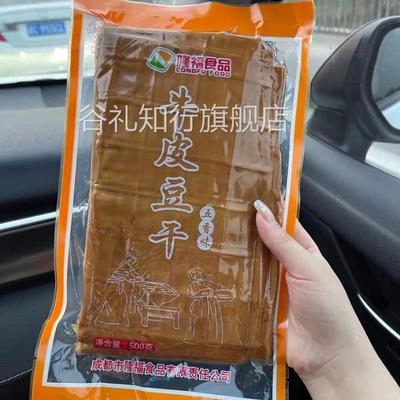 隆福食品
LONGFU FOOD
谷礼知行旗舰店
牛皮豆干
五香味
净含量：500克
成都市隆福食品有限责任公司